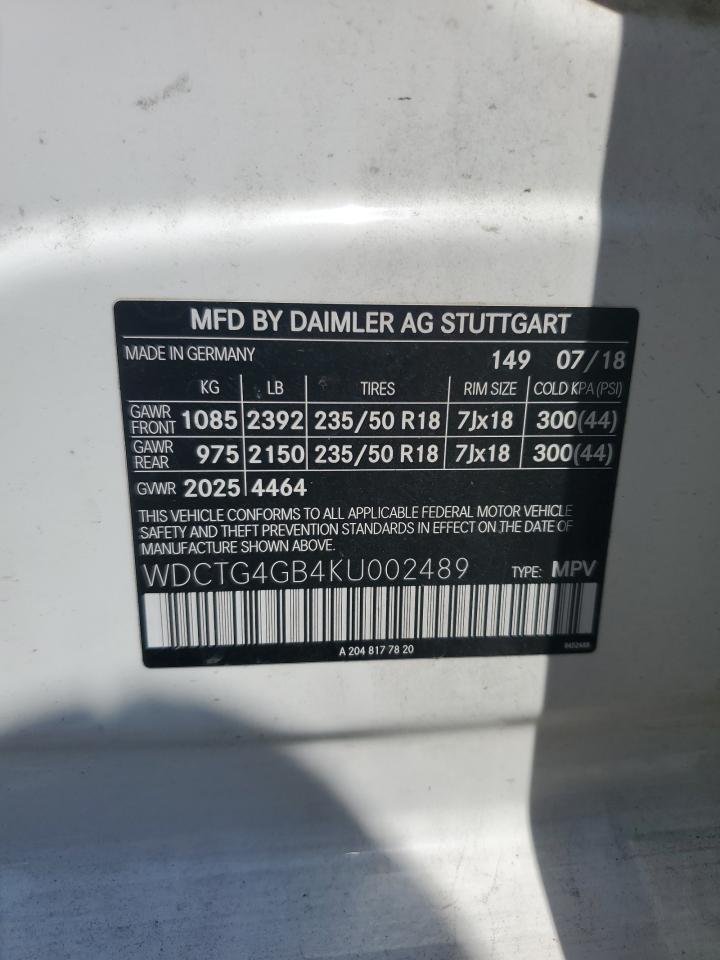 MFD BY DAIMLER AG STUTTGART
MADE IN GERMANY 149 07/18
KG LB TIRES RIM SIZE COLD KPA (PSI)
GAWR FRONT 1085 2392 235/50 R18 7Jx18 300(44)
GAWR REAR 975 2150 235/50 R18 7Jx18 300(44)
GVWR 2025 4464
THIS VEHICLE CONFORMS TO ALL APPLICABLE FEDERAL MOTOR VEHICLE
SAFETY AND THEFT PREVENTION STANDARDS IN EFFECT ON THE DATE OF
MANUFACTURE SHOWN ABOVE.
WDCTG4GB4KU002489 TYPE: MPV
A 204 817 78 20